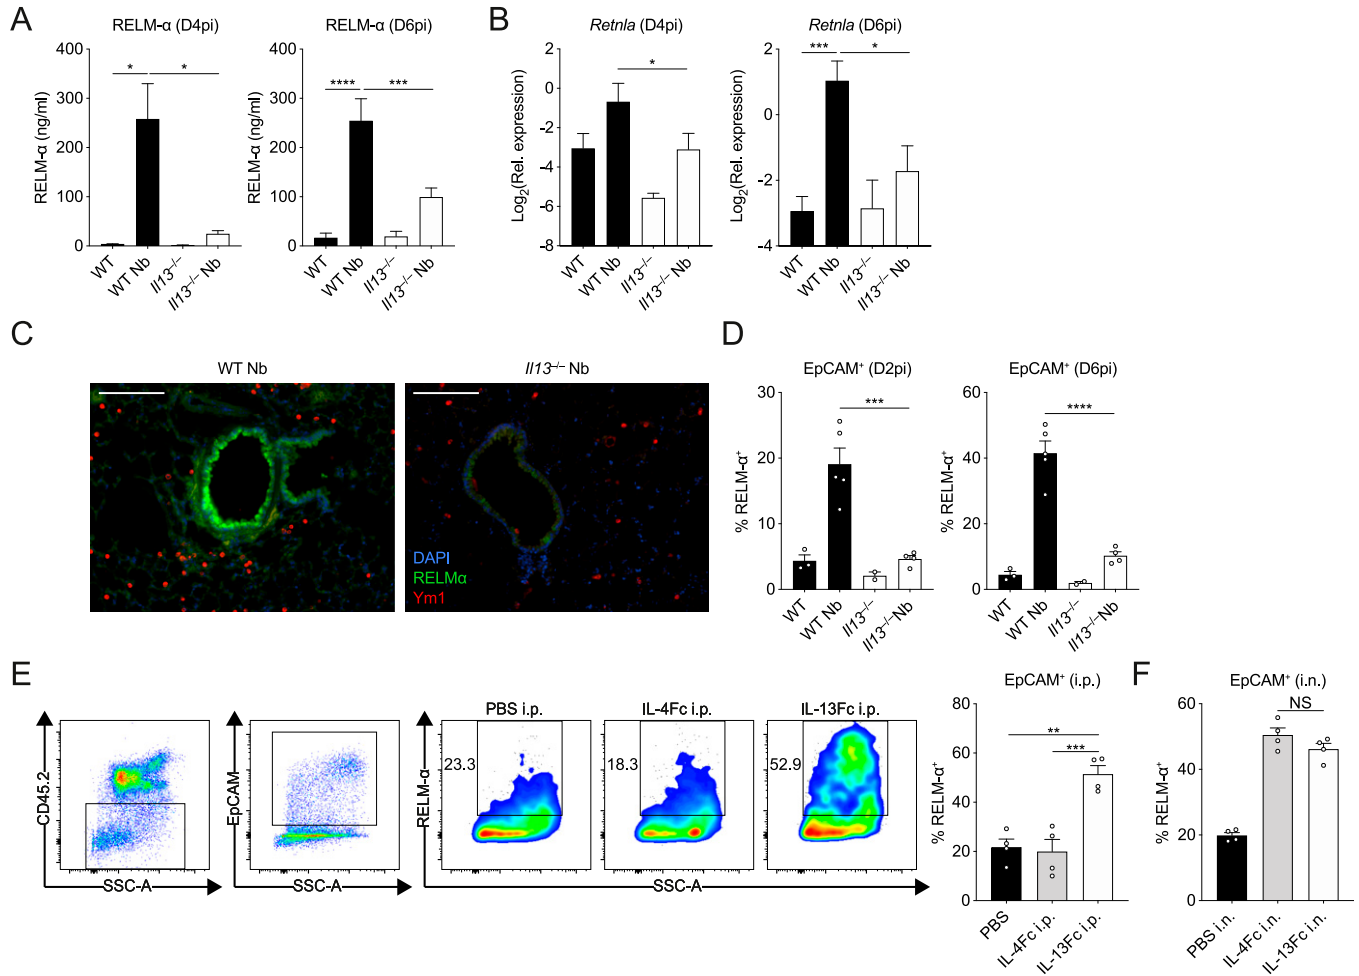 A
RELM-α (D4pi)
RELM-α (ng/ml)
400
300
200
100
0
*
*
WT
WT Nb
Il13–/–
Il13–/– Nb
RELM-α (D6pi)
RELM-α (ng/ml)
400
300
200
100
0
****
***
WT
WT Nb
Il13–/–
Il13–/– Nb
B
Retnla (D4pi)
Log2(Rel. expression)
2
0
-2
-4
-6
-8
*
WT
WT Nb
Il13–/–
Il13–/– Nb
Retnla (D6pi)
Log2(Rel. expression)
2
0
-2
-4
***
*
WT
WT Nb
Il13–/–
Il13–/– Nb
C
WT Nb
Il13–/– Nb
DAPI
RELMα
Ym1
D
EpCAM+ (D2pi)
% RELM-α+
30
20
10
0
***
WT
WT Nb
Il13–/–
Il13–/– Nb
EpCAM+ (D6pi)
% RELM-α+
60
40
20
0
****
WT
WT Nb
Il13–/–
Il13–/– Nb
E
CD45.2
SSC-A
EpCAM
SSC-A
RELM-α
PBS i.p.
23.3
IL-4Fc i.p.
18.3
IL-13Fc i.p.
52.9
SSC-A
EpCAM+ (i.p.)
% RELM-α+
80
60
40
20
0
**
***
PBS
IL-4Fc i.p.
IL-13Fc i.p.
F
EpCAM+ (i.n.)
% RELM-α+
60
40
20
0
NS
PBS i.n.
IL-4Fc i.n.
IL-13Fc i.n.